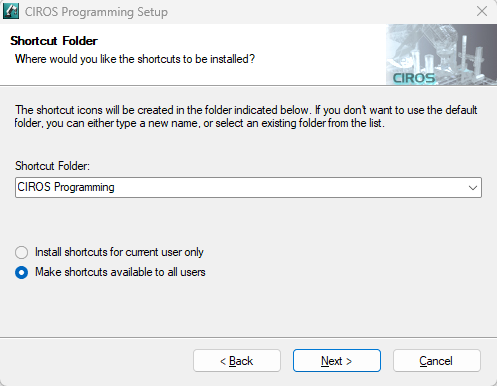 CIROS Programming Setup
Shortcut Folder
Where would you like the shortcuts to be installed?
CIROS
The shortcut icons will be created in the folder indicated below. If you don't want to use the default
folder, you can either type a new name, or select an existing folder from the list.
Shortcut Folder:
CIROS Programming
Install shortcuts for current user only
Make shortcuts available to all users
< Back
Next >
Cancel